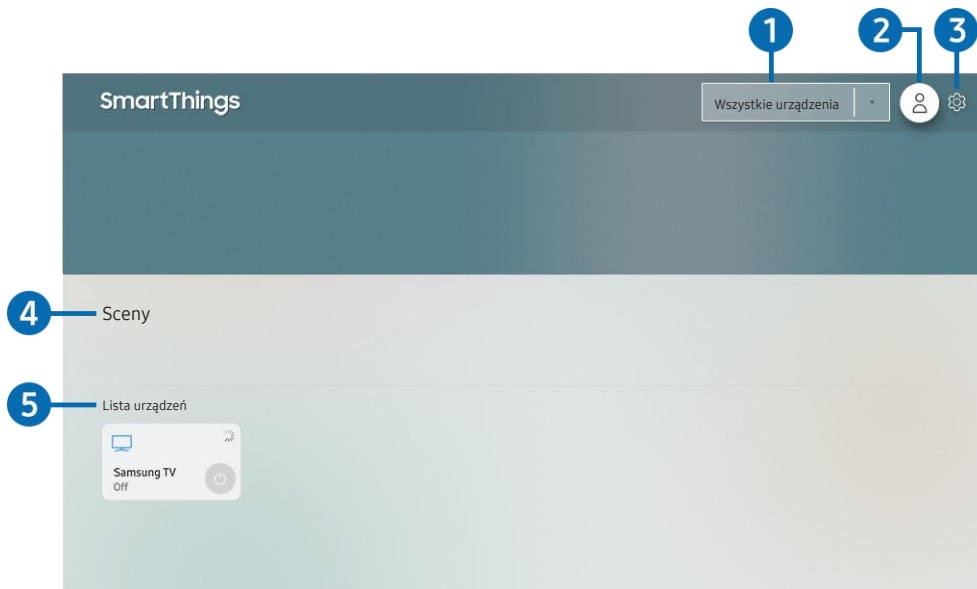 1 2 3
SmartThings
Wszystkie urządzenia
4 Sceny
5 Lista urządzeń
Samsung TV
Off